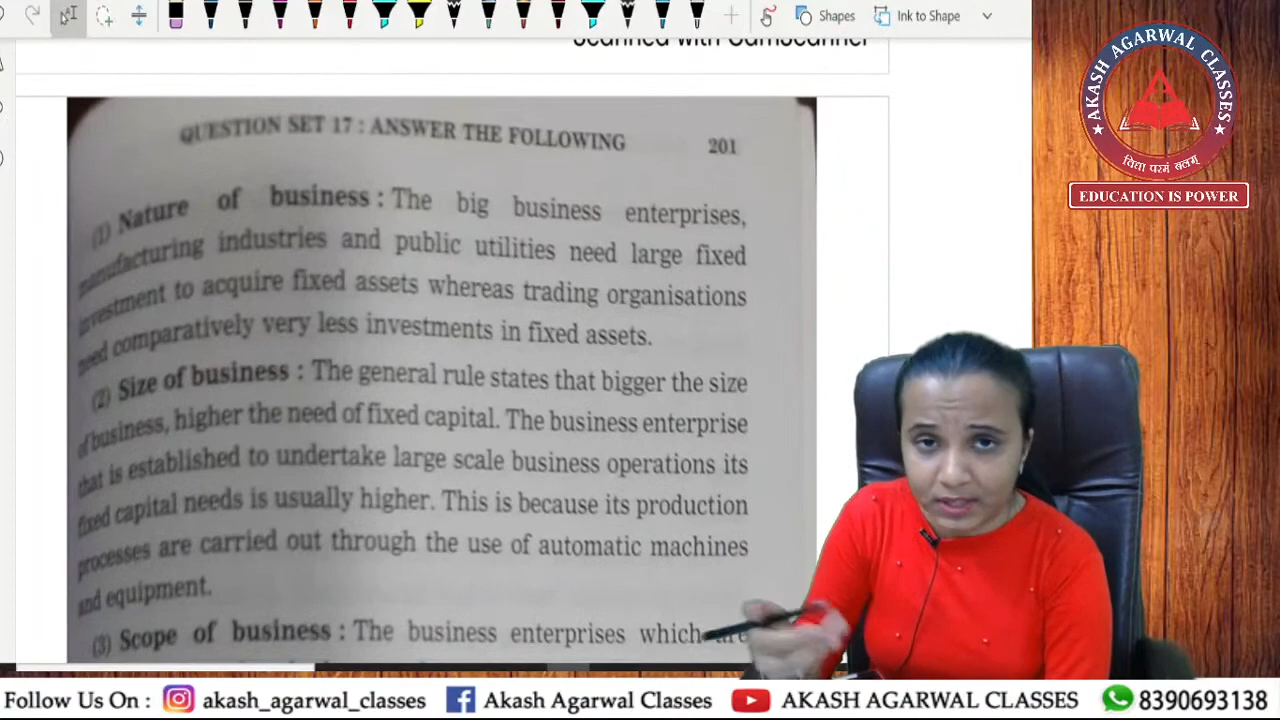 Shapes
Ink to Shape
Scanned with CamScanner
AKASH AGARWAL CLASSES
विद्या परमं बलम्
EDUCATION IS POWER
QUESTION SET 17 : ANSWER THE FOLLOWING 201
(1) Nature of business : The big business enterprises,
manufacturing industries and public utilities need large fixed
investment to acquire fixed assets whereas trading organisations
need comparatively very less investments in fixed assets.
(2) Size of business : The general rule states that bigger the size
of business, higher the need of fixed capital. The business enterprise
that is established to undertake large scale business operations its
fixed capital needs is usually higher. This is because its production
processes are carried out through the use of automatic machines
and equipment.
(3) Scope of business : The business enterprises which are
Follow Us On : akash_agarwal_classes Akash Agarwal Classes AKASH AGARWAL CLASSES 8390693138